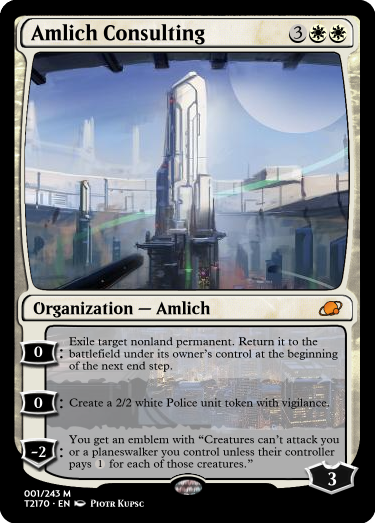 Amlich Consulting 3
Organization — Amlich
0 : Exile target nonland permanent. Return it to the
battlefield under its owner's control at the beginning
of the next end step.
0 : Create a 2/2 white Police unit token with vigilance.
-2 : You get an emblem with “Creatures can't attack you
or a planeswalker you control unless their controller
pays 1 for each of those creatures.”
3
001/243 M
T2170 · EN Piotr Kupsc